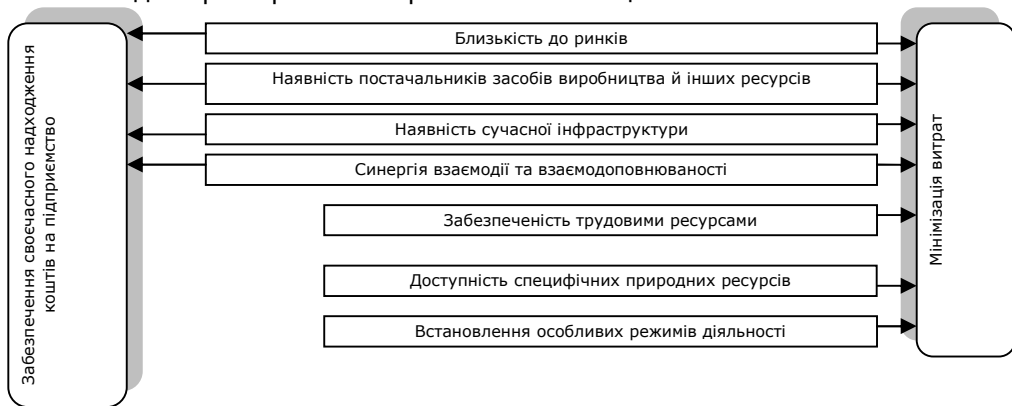 Забезпечення своєчасного надходження
коштів на підприємство
Близькість до ринків
Наявність постачальників засобів виробництва й інших ресурсів
Наявність сучасної інфраструктури
Синергія взаємодії та взаємодоповнюваності
Забезпеченість трудовими ресурсами
Доступність специфічних природних ресурсів
Встановлення особливих режимів діяльності
Мінімізація витрат